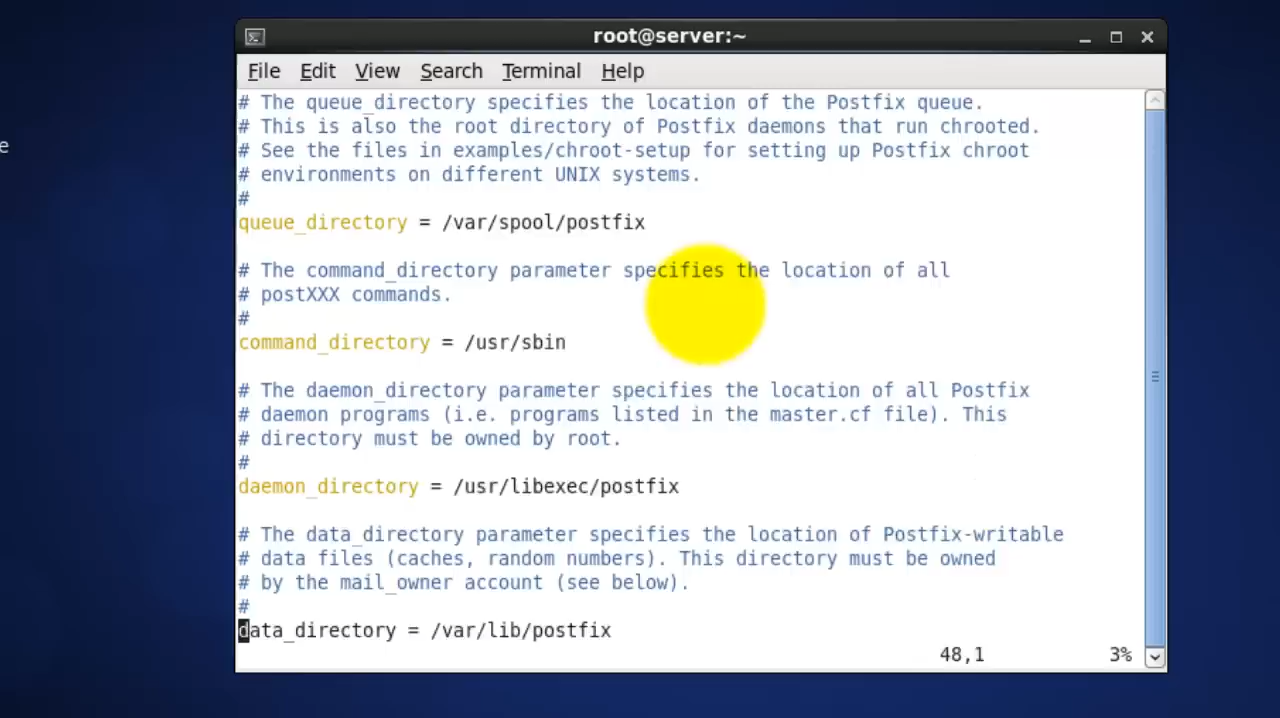 root@server:~
File Edit View Search Terminal Help
# The queue_directory specifies the location of the Postfix queue.
# This is also the root directory of Postfix daemons that run chrooted.
# See the files in examples/chroot-setup for setting up Postfix chroot
# environments on different UNIX systems.
#
queue_directory = /var/spool/postfix
# The command_directory parameter specifies the location of all
# postXXX commands.
#
command_directory = /usr/sbin
# The daemon_directory parameter specifies the location of all Postfix
# daemon programs (i.e. programs listed in the master.cf file). This
# directory must be owned by root.
#
daemon_directory = /usr/libexec/postfix
# The data_directory parameter specifies the location of Postfix-writable
# data files (caches, random numbers). This directory must be owned
# by the mail_owner account (see below).
#
data_directory = /var/lib/postfix
48,1 3%
e